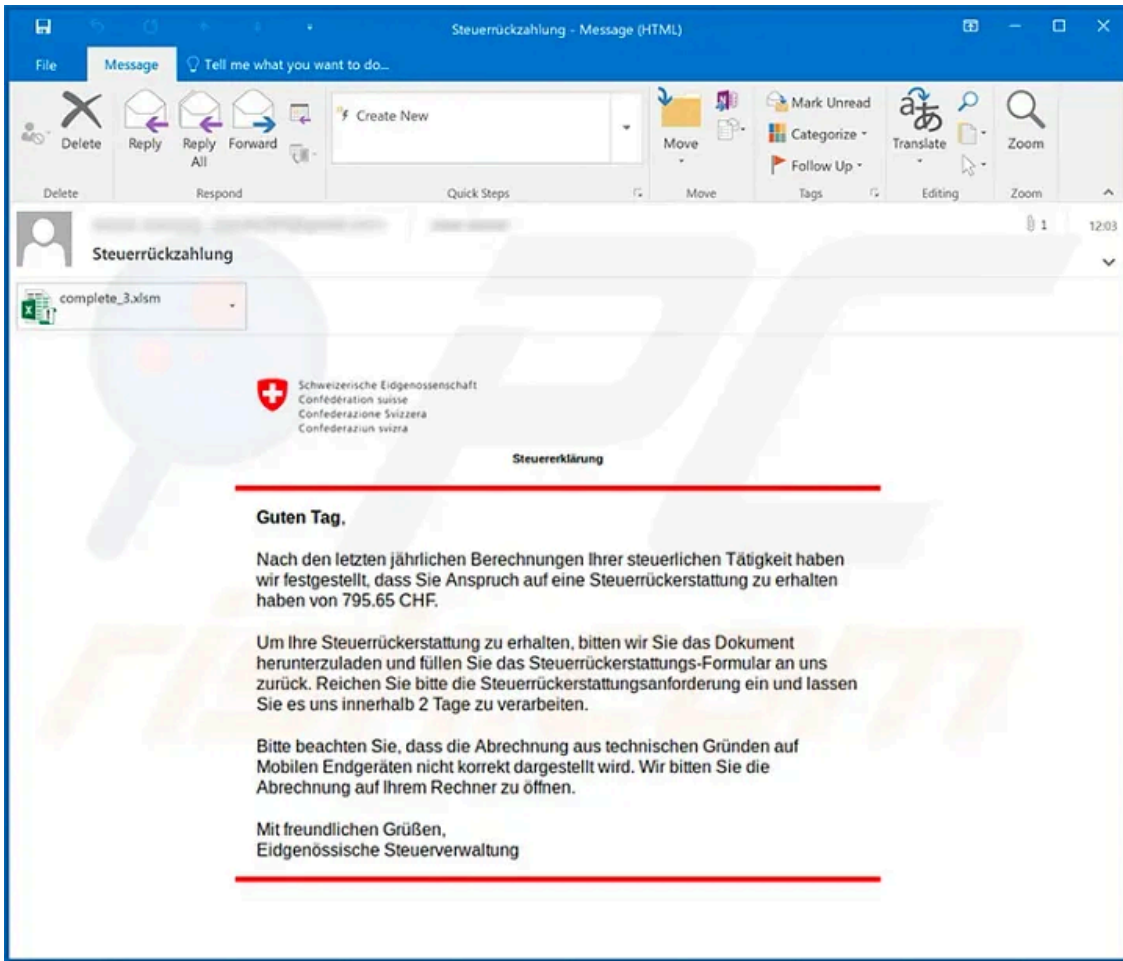 Steuerrückzahlung - Message (HTML)
File Message Tell me what you want to do...
Delete
Reply
Reply All
Forward
Create New
Move
Mark Unread
Categorize
Follow Up
Translate
Zoom
Delete Respond Quick Steps Move Tags Editing Zoom
1 12:03
Steuerrückzahlung
complete_3.xlsm
Schweizerische Eidgenossenschaft
Confédération suisse
Confederazione Svizzera
Confederaziun svizra
Steuererklärung
Guten Tag,
Nach den letzten jährlichen Berechnungen Ihrer steuerlichen Tätigkeit haben
wir festgestellt, dass Sie Anspruch auf eine Steuerrückerstattung zu erhalten
haben von 795.65 CHF.
Um Ihre Steuerrückerstattung zu erhalten, bitten wir Sie das Dokument
herunterzuladen und füllen Sie das Steuerrückerstattungs-Formular an uns
zurück. Reichen Sie bitte die Steuerrückerstattungsanforderung ein und lassen
Sie es uns innerhalb 2 Tage zu verarbeiten.
Bitte beachten Sie, dass die Abrechnung aus technischen Gründen auf
Mobilen Endgeräten nicht korrekt dargestellt wird. Wir bitten Sie die
Abrechnung auf Ihrem Rechner zu öffnen.
Mit freundlichen Grüßen,
Eidgenössische Steuerverwaltung
PC
risk.com